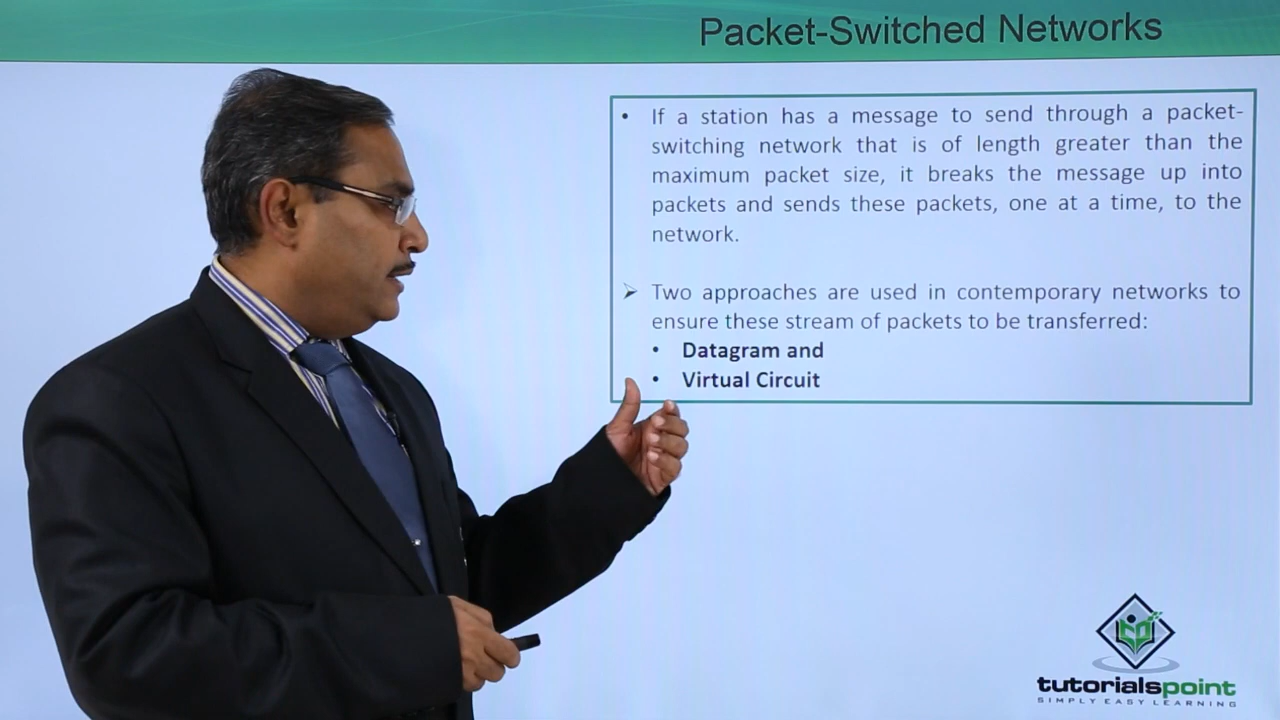 Packet-Switched Networks
• If a station has a message to send through a packet-
switching network that is of length greater than the
maximum packet size, it breaks the message up into
packets and sends these packets, one at a time, to the
network.
➢ Two approaches are used in contemporary networks to
ensure these stream of packets to be transferred:
• Datagram and
• Virtual Circuit
tutorialspoint
SIMPLY EASY LEARNING